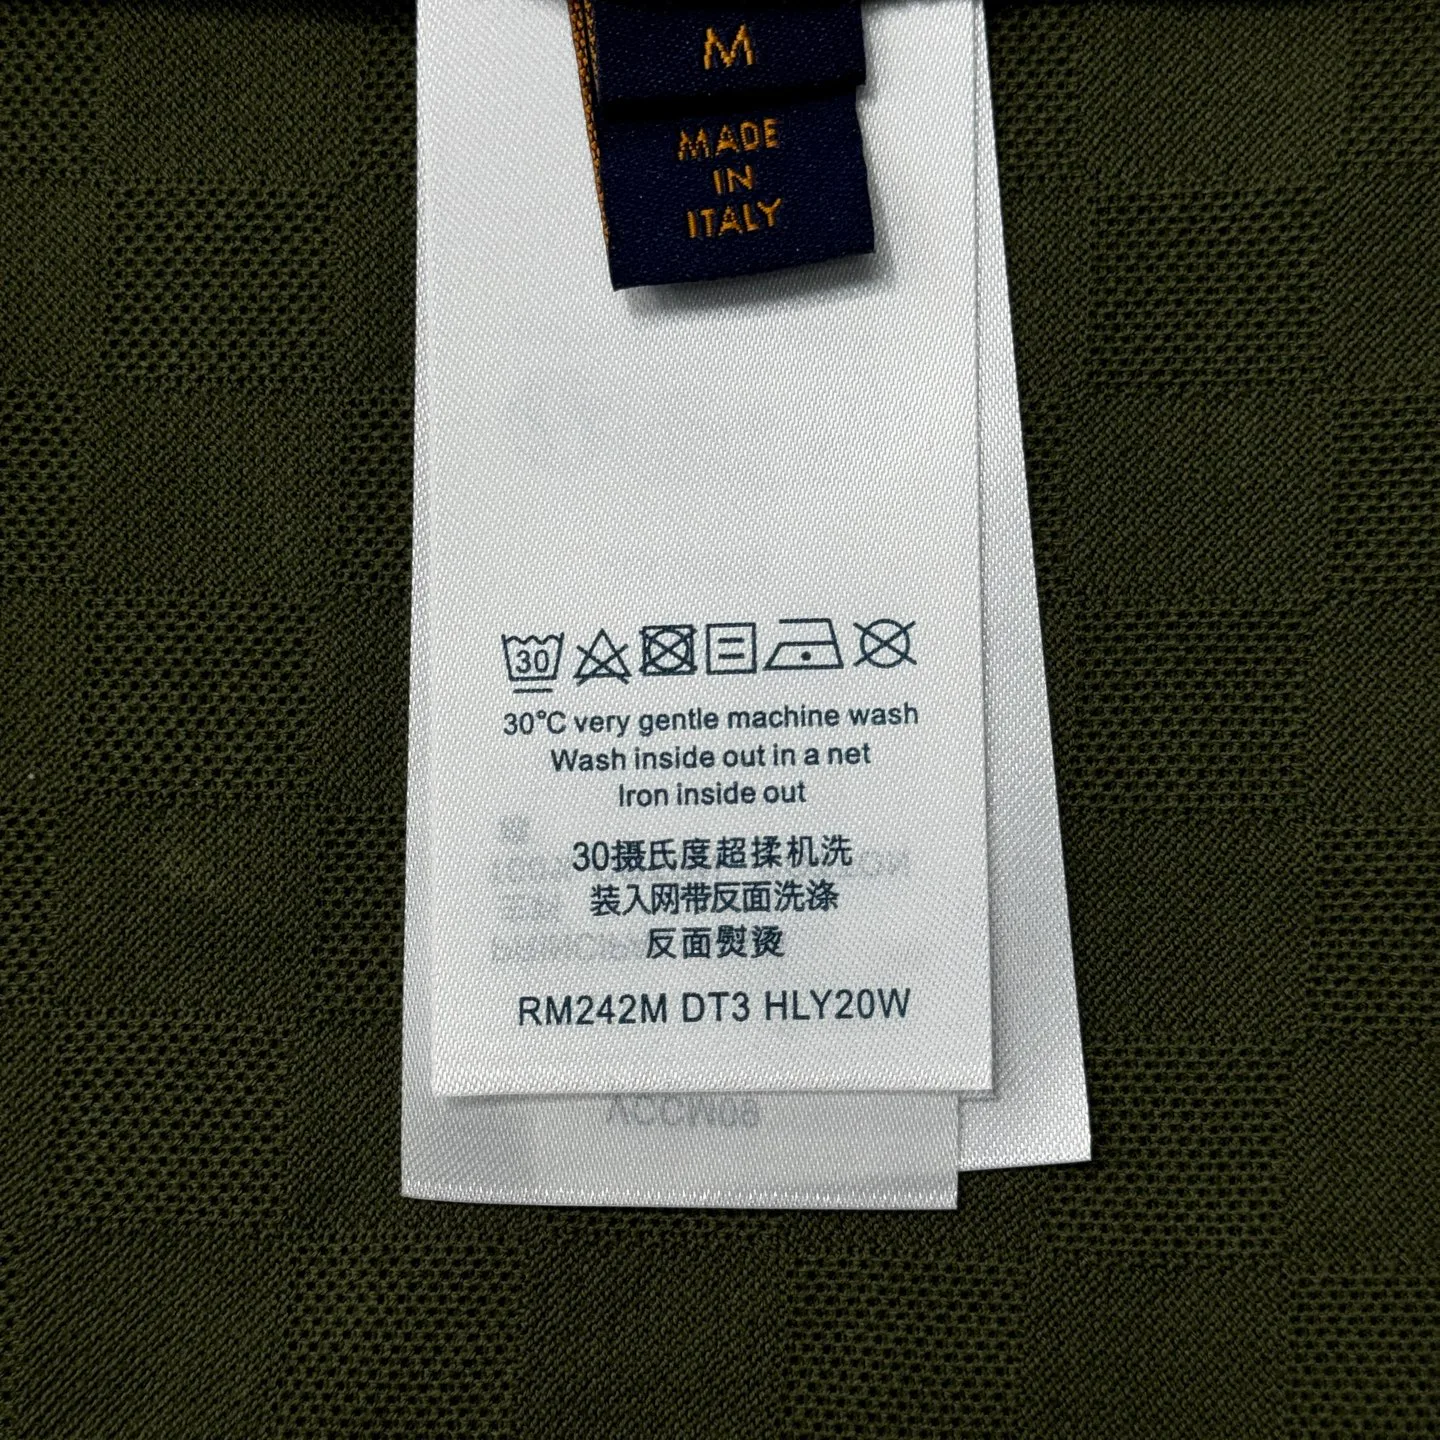 M
MADE
IN
ITALY
30
30°C very gentle machine wash
Wash inside out in a net
Iron inside out
30摄氏度超揉机洗
装入网带反面洗涤
反面熨烫
RM242M DT3 HLY20W